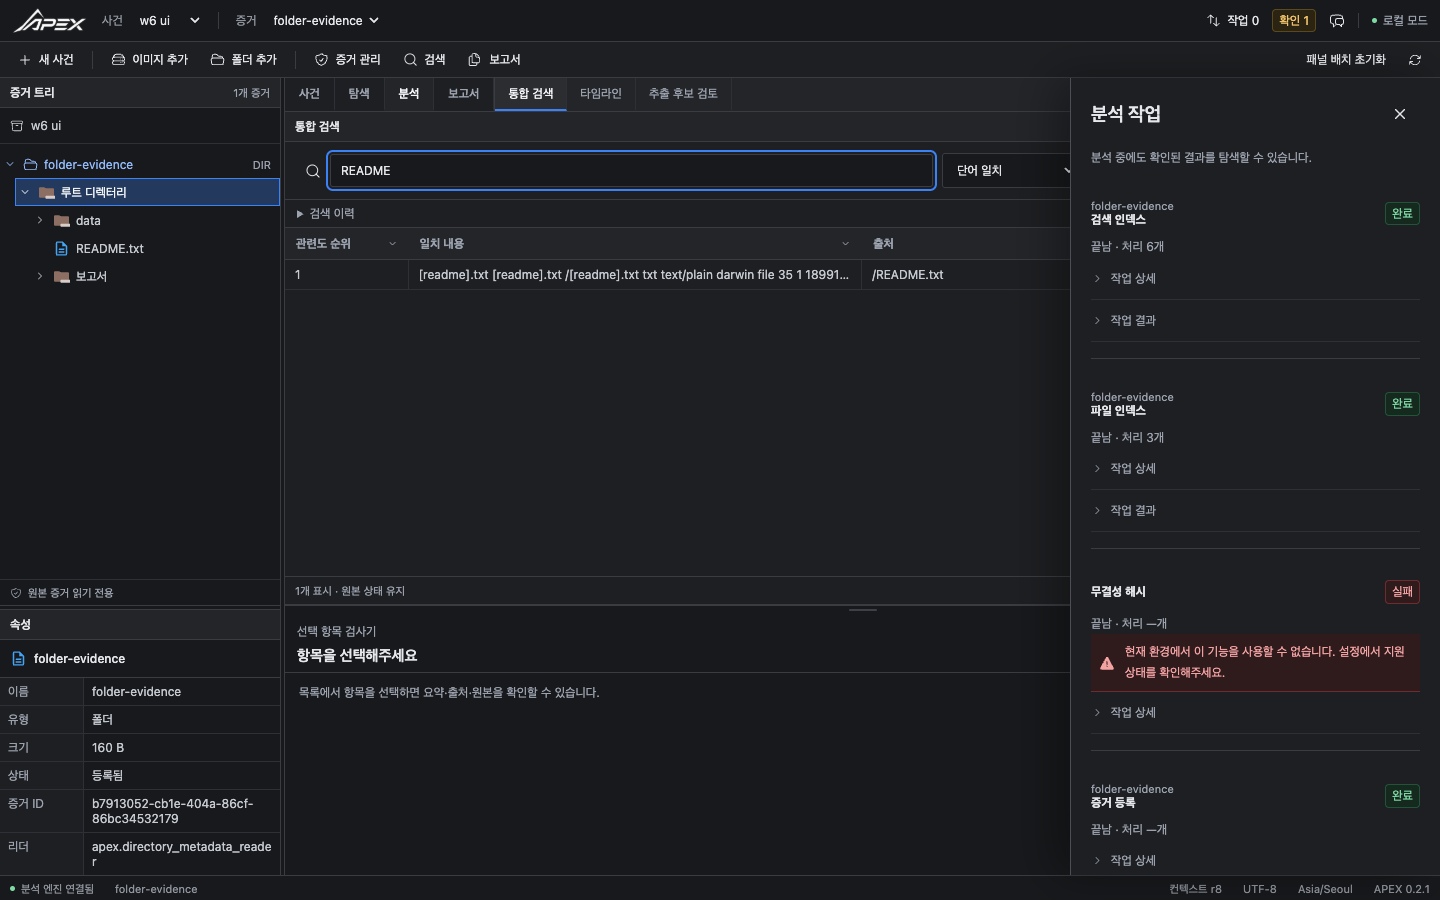 APEX 사건 w6 ui 증거 folder-evidence 작업 0 확인 1 로컬 모드
새 사건 이미지 추가 폴더 추가 증거 관리 검색 보고서 패널 배치 초기화
증거 트리 1개 증거
w6 ui
folder-evidence DIR
루트 디렉터리
data
README.txt
보고서
원본 증거 읽기 전용
속성
folder-evidence
이름 folder-evidence
유형 폴더
크기 160 B
상태 등록됨
증거 ID b7913052-cb1e-404a-86cf-
86bc34532179
리더 apex.directory_metadata_reade
r
사건 탐색 분석 보고서 통합 검색 타임라인 추출 후보 검토
통합 검색
README 단어 일치
검색 이력
관련도 순위 일치 내용 출처
1 [readme].txt [readme].txt /[readme].txt txt text/plain darwin file 35 1 18991... /README.txt
1개 표시 · 원본 상태 유지
선택 항목 검사기
항목을 선택해주세요
목록에서 항목을 선택하면 요약·출처·원본을 확인할 수 있습니다.
분석 작업
분석 중에도 확인된 결과를 탐색할 수 있습니다.
folder-evidence
검색 인덱스 완료
끝남 · 처리 6개
작업 상세
작업 결과
folder-evidence
파일 인덱스 완료
끝남 · 처리 3개
작업 상세
작업 결과
무결성 해시 실패
끝남 · 처리 —개
현재 환경에서 이 기능을 사용할 수 없습니다. 설정에서 지원
상태를 확인해주세요.
작업 상세
folder-evidence
증거 등록 완료
끝남 · 처리 —개
작업 상세
분석 엔진 연결됨 folder-evidence 컨텍스트 r8 UTF-8 Asia/Seoul APEX 0.2.1